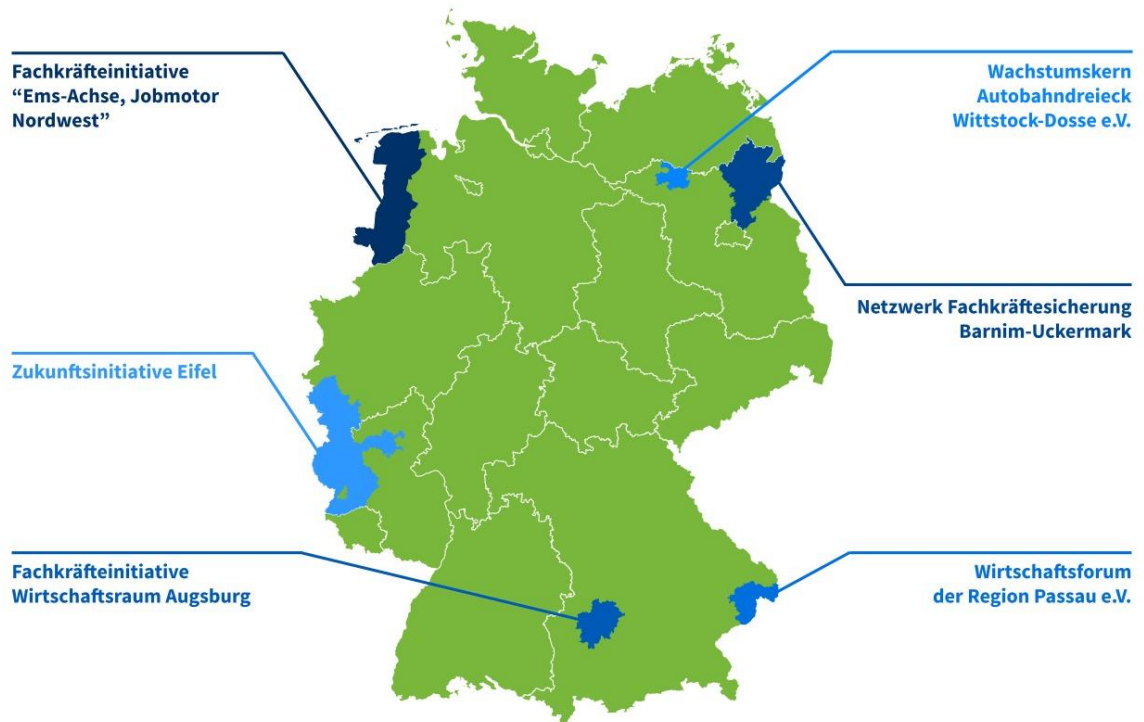 Fachkräfteinitiative
“Ems-Achse, Jobmotor
Nordwest”
Wachstumskern
Autobahndreieck
Wittstock-Dosse e.V.
Netzwerk Fachkräftesicherung
Barnim-Uckermark
Zukunftsinitiative Eifel
Fachkräfteinitiative
Wirtschaftsraum Augsburg
Wirtschaftsforum
der Region Passau e.V.